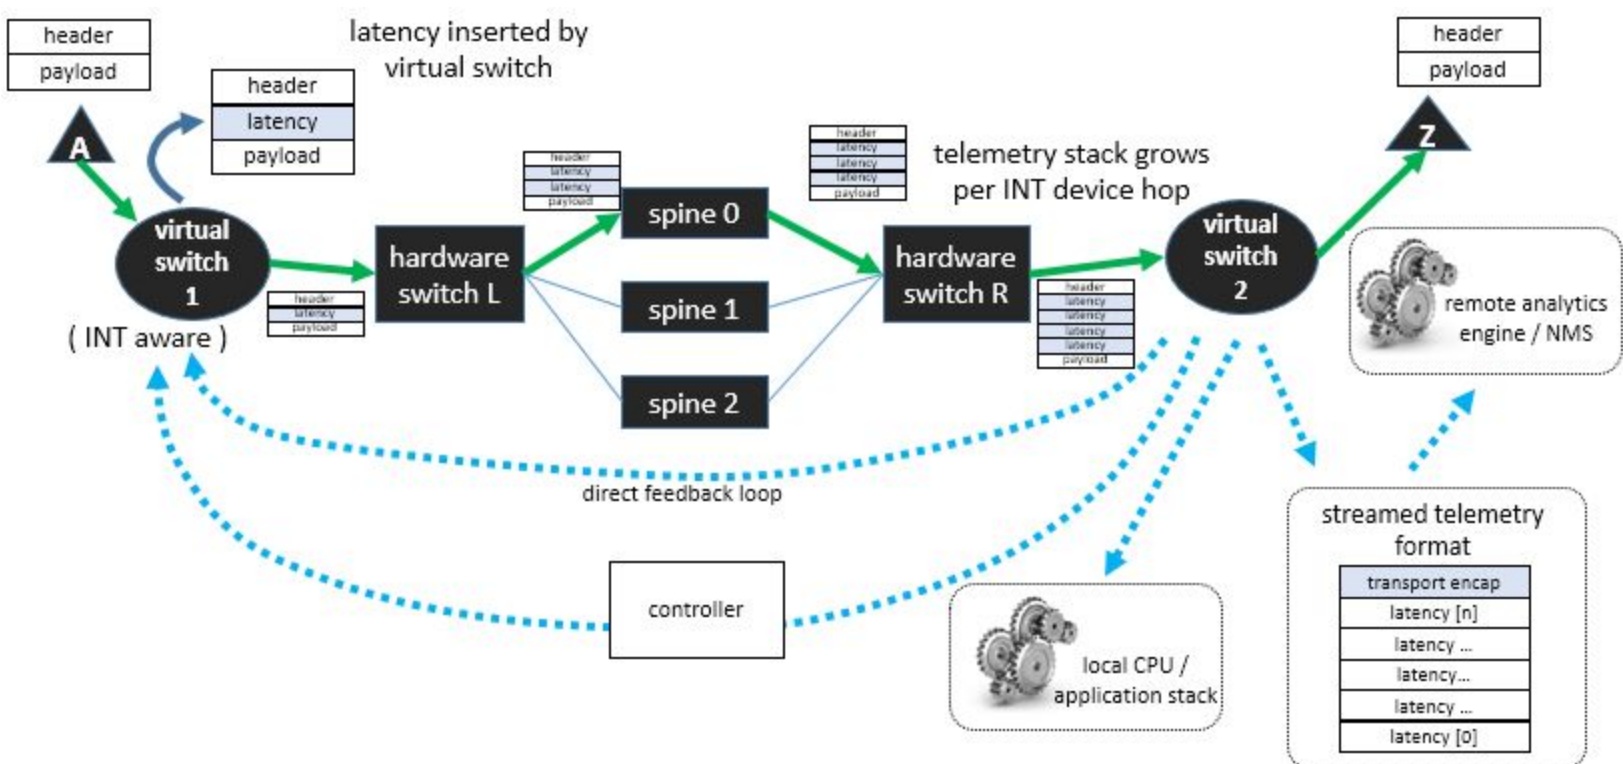 header
payload
A
latency inserted by
virtual switch
header
latency
payload
virtual
switch
1
( INT aware )
header
latency
payload
hardware
switch L
header
latency
latency
payload
spine 0
spine 1
spine 2
header
latency
latency
latency
payload
telemetry stack grows
per INT device hop
hardware
switch R
header
latency
latency
latency
latency
payload
virtual
switch
2
header
payload
Z
remote analytics
engine / NMS
direct feedback loop
controller
local CPU /
application stack
streamed telemetry
format
transport encap
latency [n]
latency ...
latency...
latency ...
latency [0]